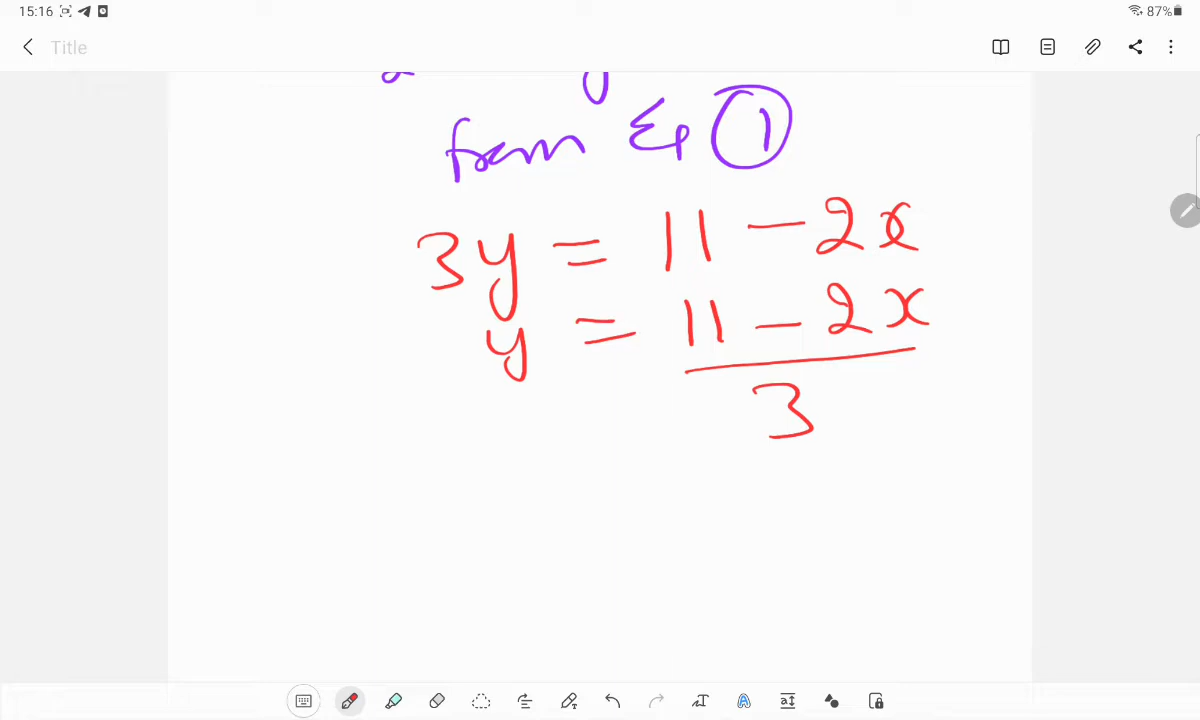 15:16 87%
Title
from Eq ①
3y = 11 - 2x
y = 11 - 2x
3